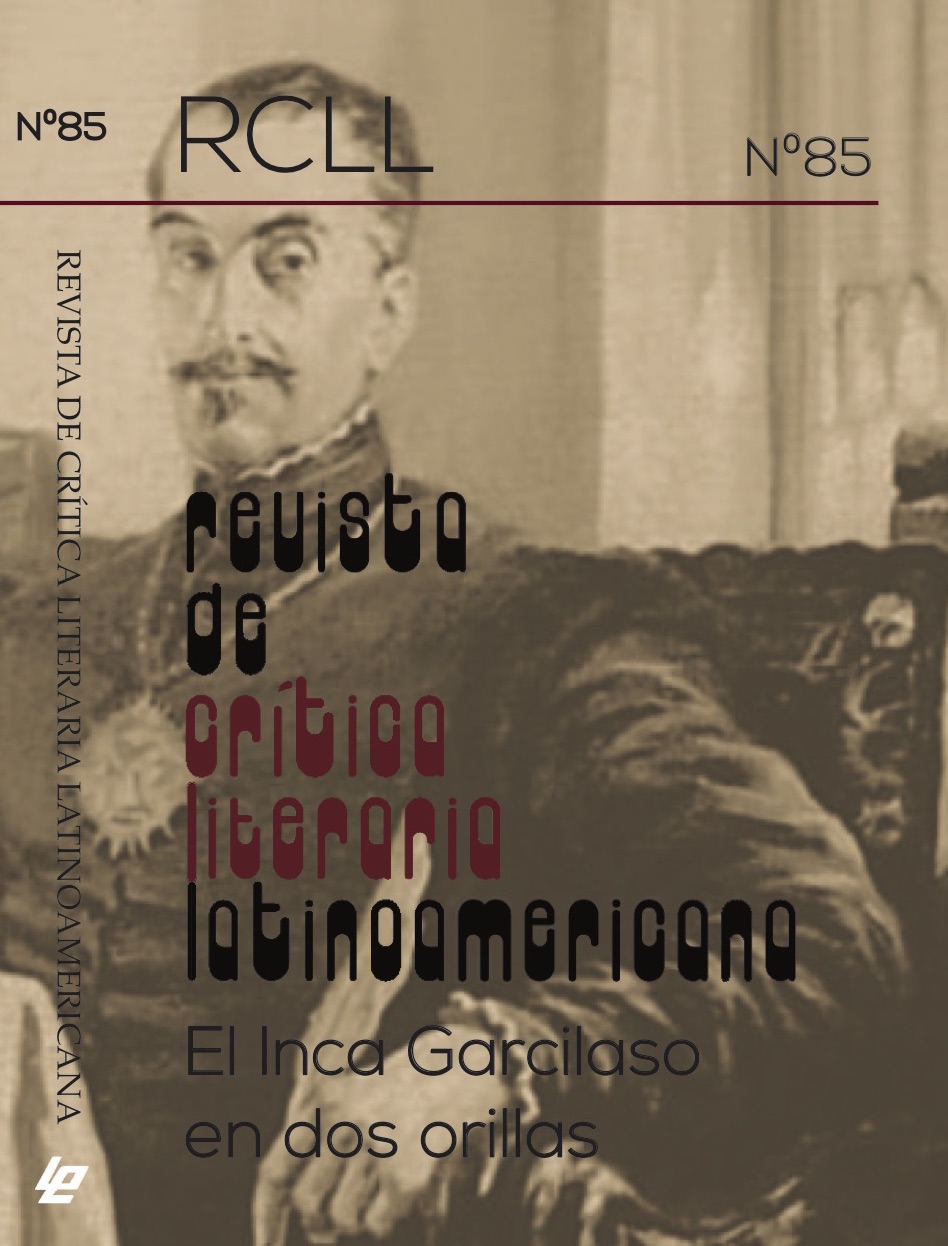 Nº85
RCLL
Nº85
REVISTA DE CRÍTICA LITERARIA LATINOAMERICANA
revista
de
crítica
literaria
latinoamericana
El Inca Garcilaso
en dos orillas
LE